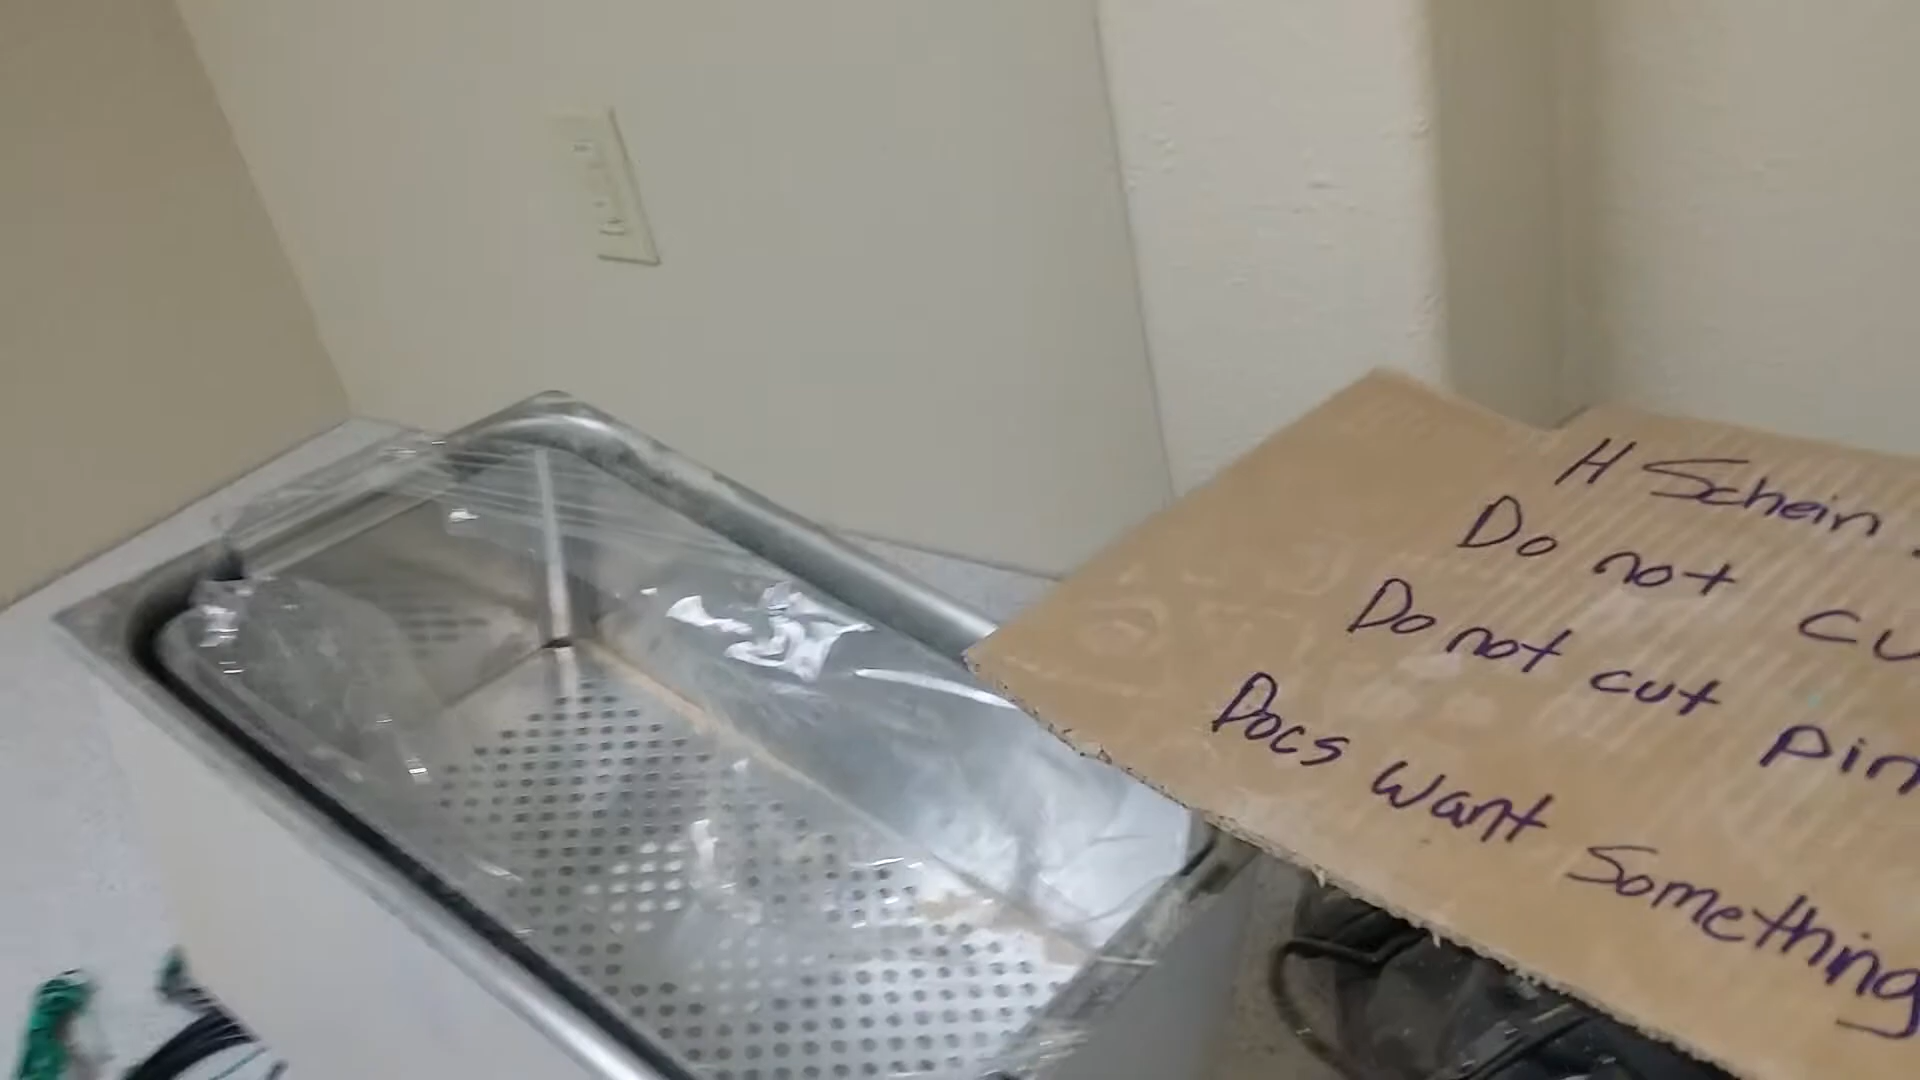 H Schein
Do not
Do not cut
Docs want Something